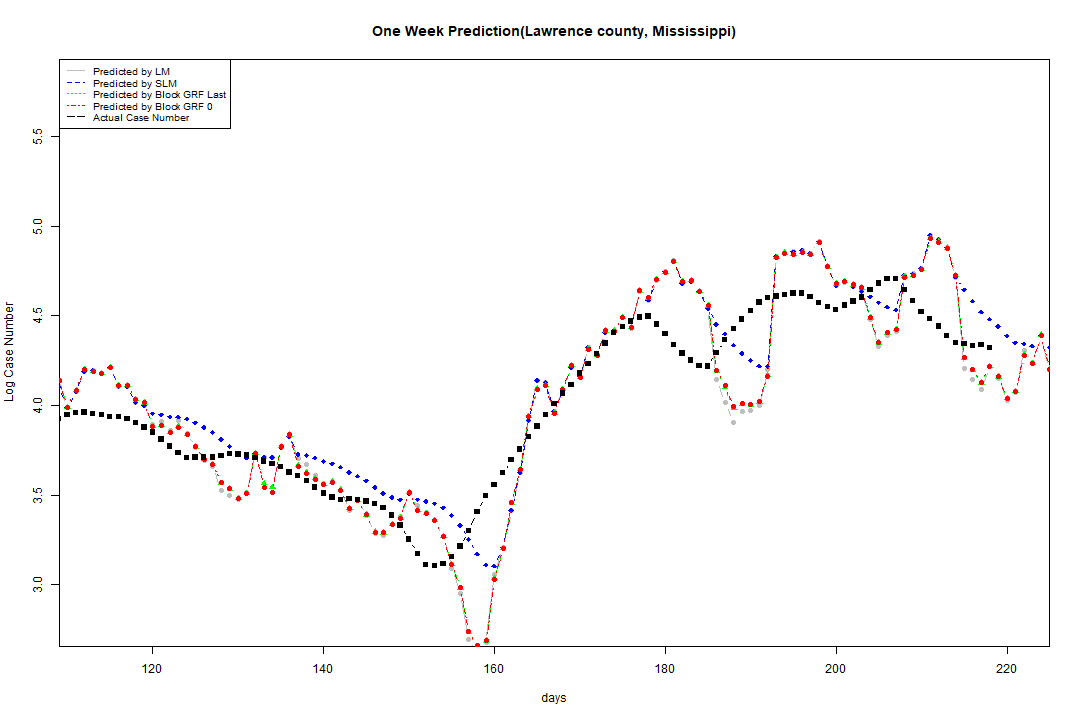 One Week Prediction(Lawrence county, Mississippi)
Predicted by LM
Predicted by SLM
Predicted by Block GRF Last
Predicted by Block GRF 0
Actual Case Number
5.5
5.0
4.5
4.0
3.5
3.0
Log Case Number
120
140
160
180
200
220
days